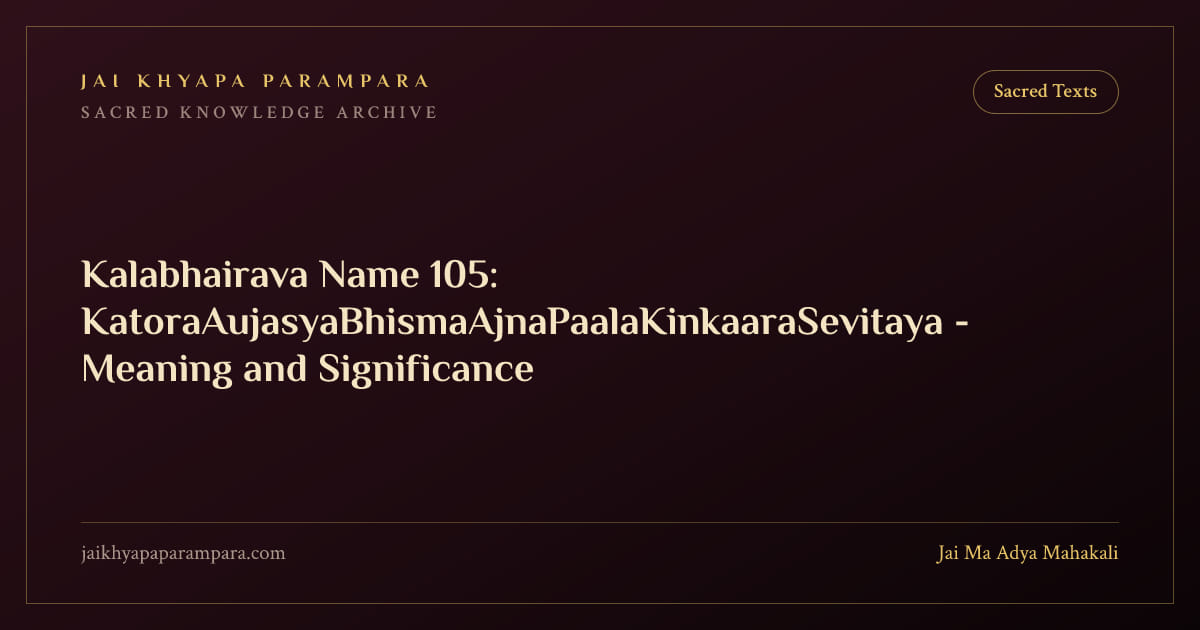 JAI KHYAPA PARAMPARA
SACRED KNOWLEDGE ARCHIVE
Sacred Texts
Kalabhairava Name 105:
KatoraAujasyaBhismaAjnaPaalaKinkaaraSevitaya -
Meaning and Significance
jaikhyapaparampara.com
Jai Ma Adya Mahakali